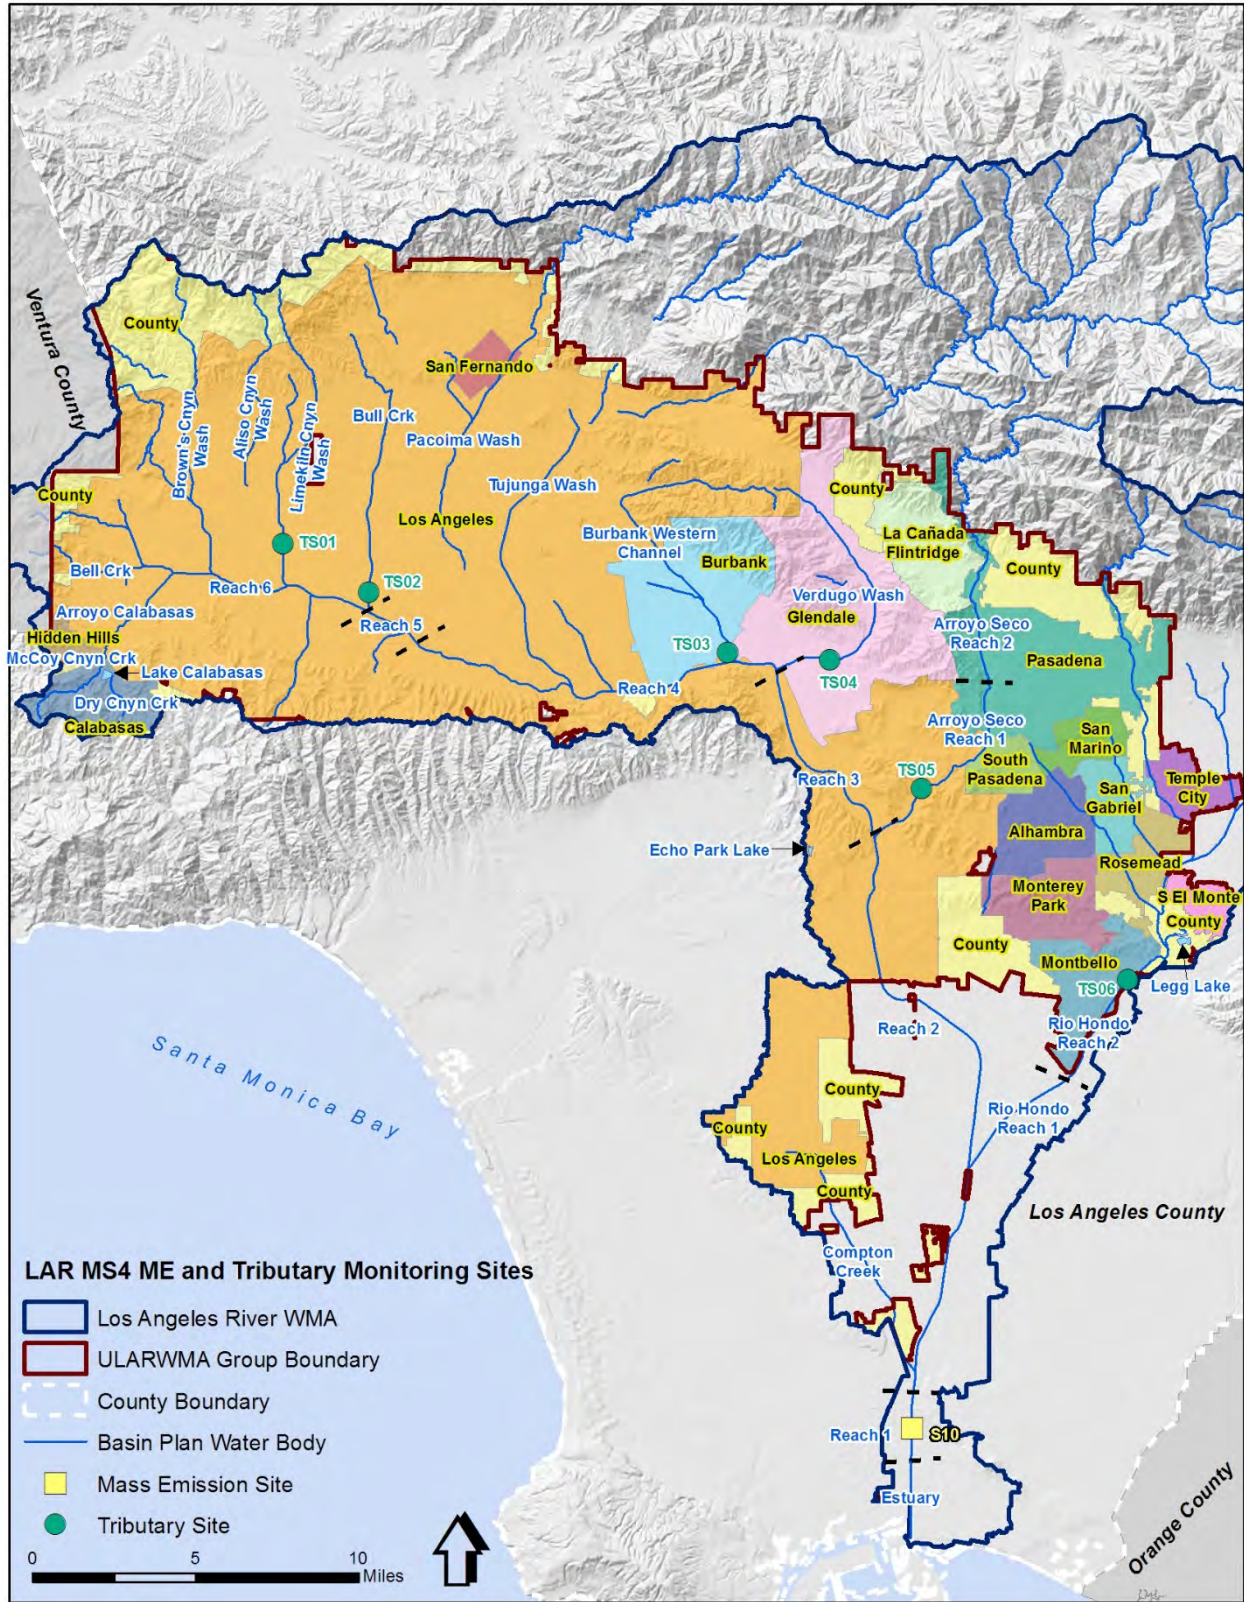 Ventura County
County
San Fernando
Brown's Cnyn
Wash
Aliso Cnyn
Wash
Limekiln Cnyn
Wash
Bull Crk
Pacoima Wash
Tujunga Wash
County
Los Angeles
TS01
Burbank Western
Channel
Burbank
County
La Cañada
Flintridge
County
Bell Crk
Reach 6
TS02
Verdugo Wash
Glendale
Arroyo Calabasas
Reach 5
Arroyo Seco
Reach 2
Hidden Hills
McCoy Cnyn Crk
Lake Calabasas
TS03
TS04
Pasadena
Dry Cnyn Crk
Reach 4
Calabasas
Arroyo Seco
Reach 1
San
Marino
Reach 3
TS05
South
Pasadena
San
Gabriel
Temple
City
Echo Park Lake
Alhambra
Rosemead
Monterey
Park
S El Monte
County
County
Montbello
TS06
Legg Lake
Reach 2
Rio Hondo
Reach 2
Santa Monica Bay
County
Rio Hondo
Reach 1
County
Los Angeles
County
Los Angeles County
Compton
Creek
Reach 1
S10
Estuary
Orange County
LAR MS4 ME and Tributary Monitoring Sites
Los Angeles River WMA
ULARWMA Group Boundary
County Boundary
Basin Plan Water Body
Mass Emission Site
Tributary Site
0 5 10
Miles